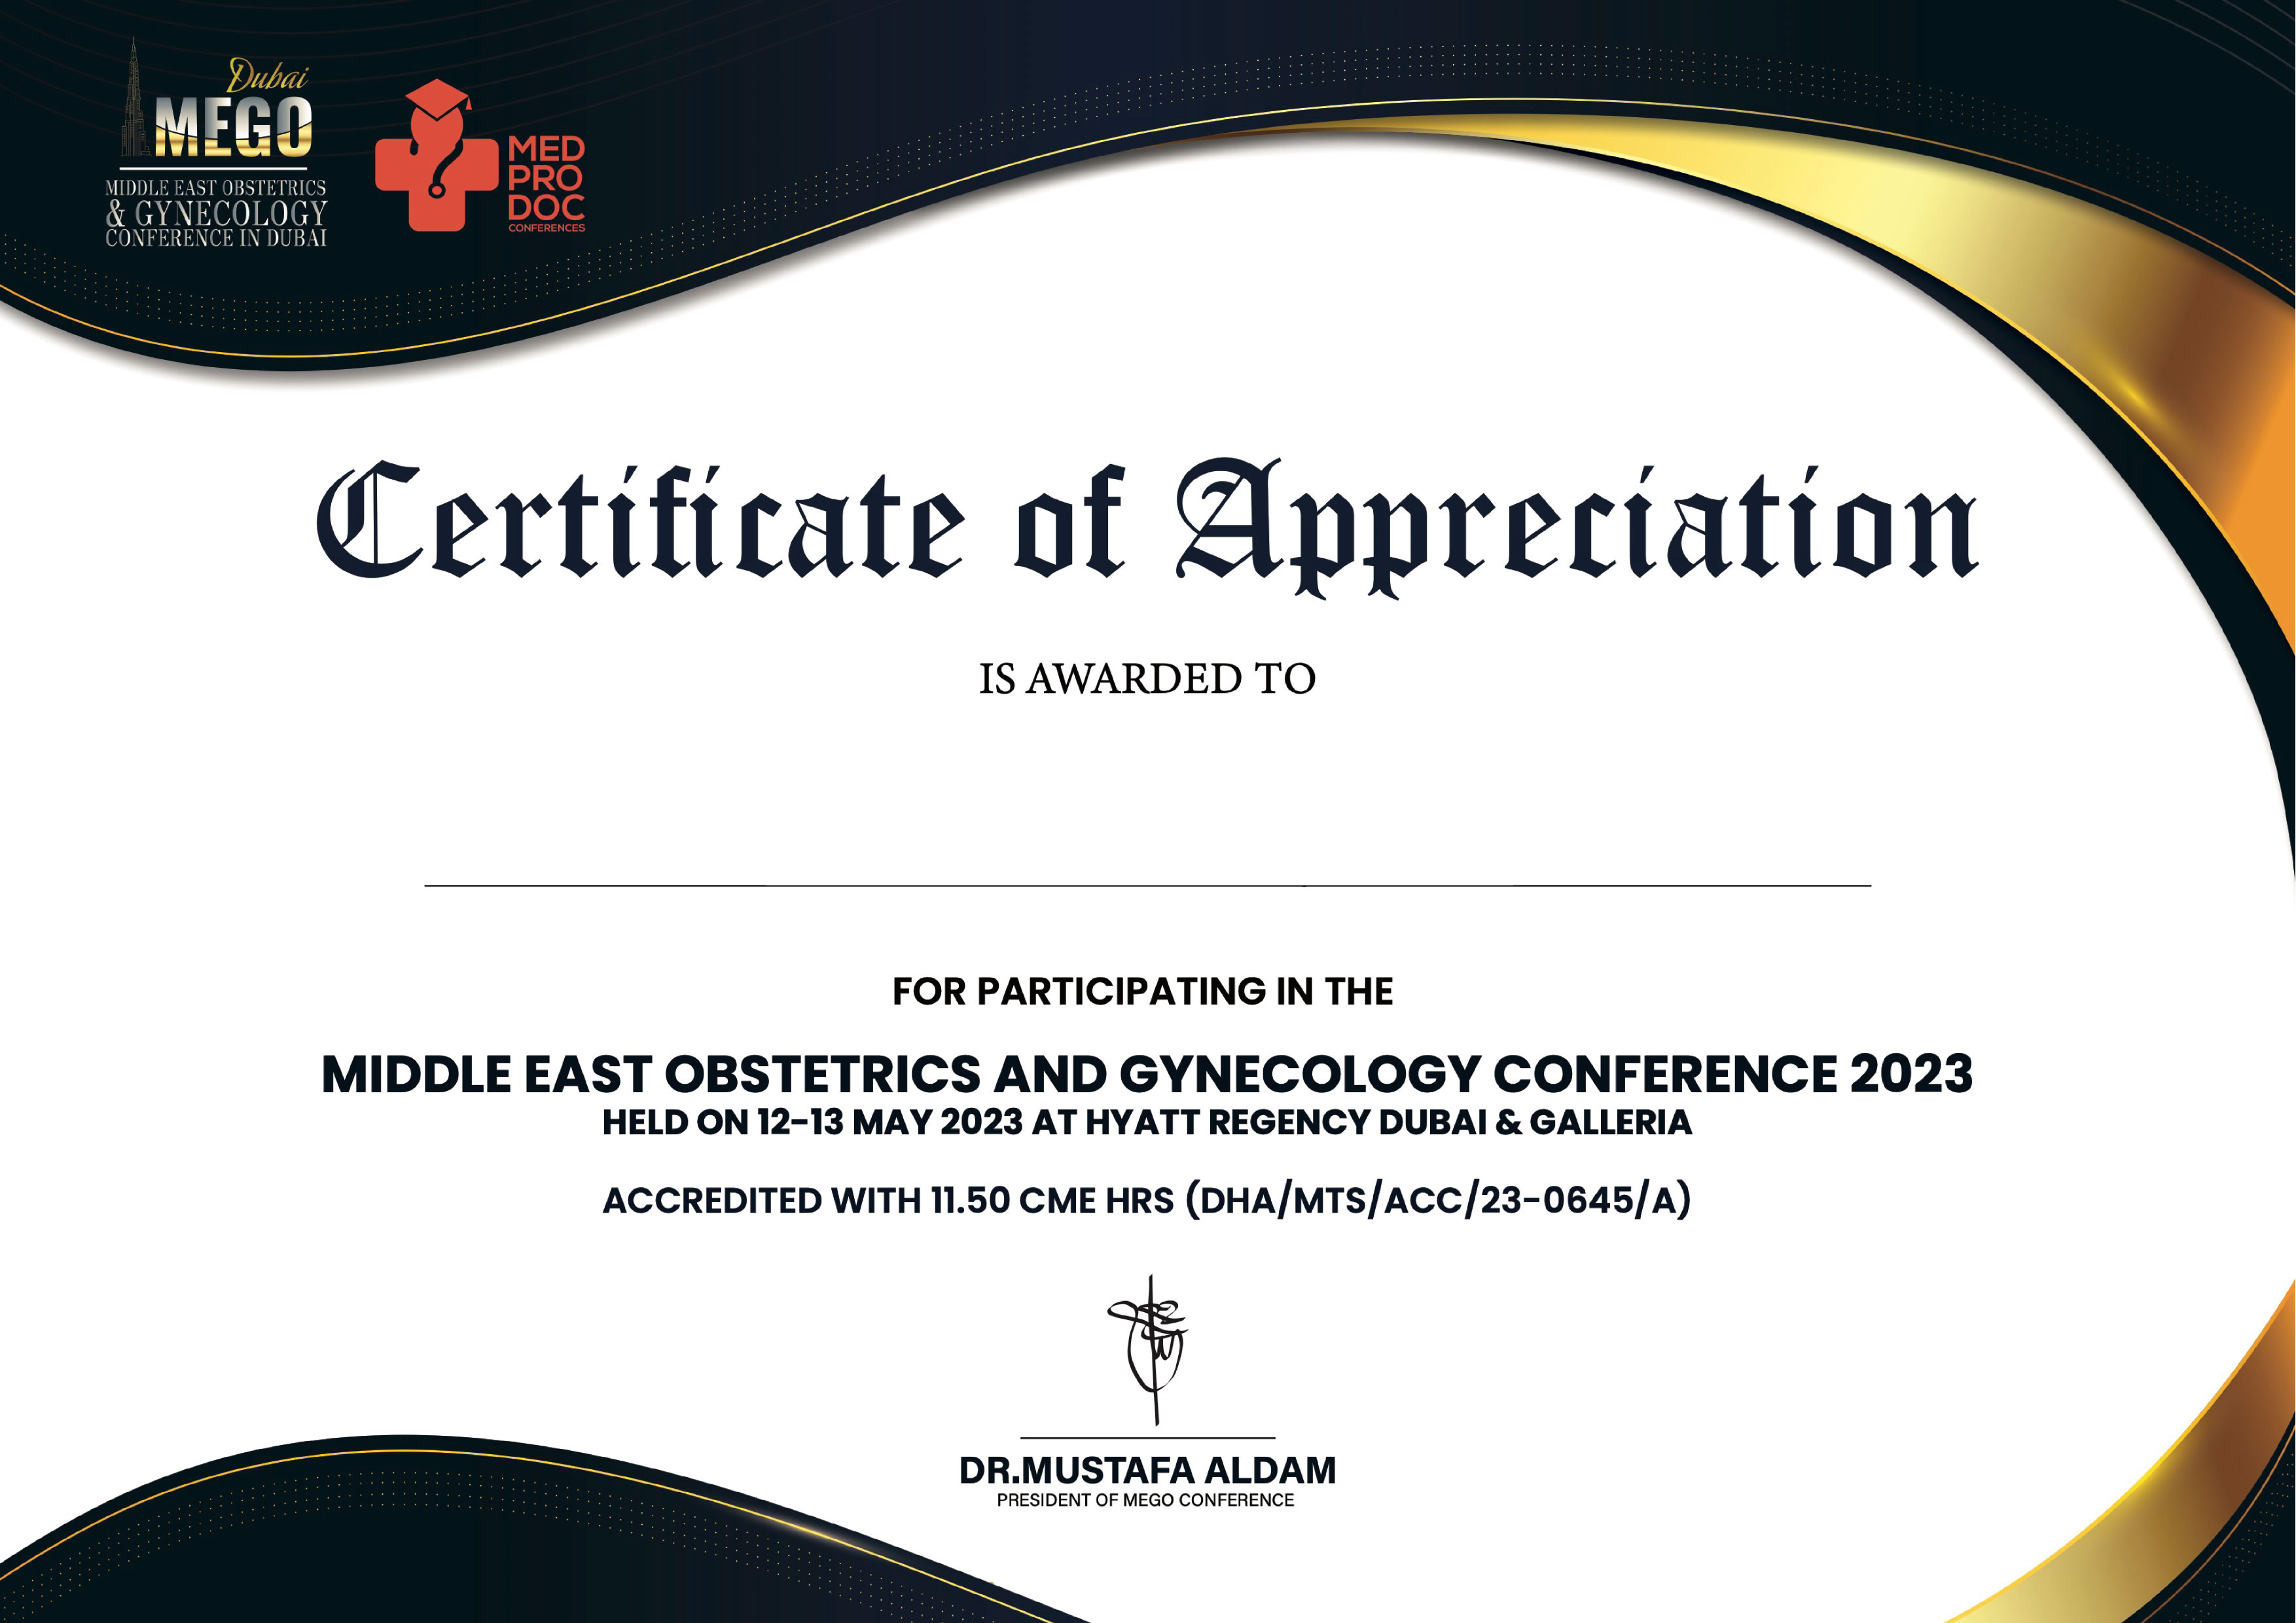 Dubai
MEGO
MIDDLE EAST OBSTETRICS
& GYNECOLOGY
CONFERENCE IN DUBAI
MED
PRO
DOC
CONFERENCES
Certificate of Appreciation
IS AWARDED TO
FOR PARTICIPATING IN THE
MIDDLE EAST OBSTETRICS AND GYNECOLOGY CONFERENCE 2023
HELD ON 12-13 MAY 2023 AT HYATT REGENCY DUBAI & GALLERIA
ACCREDITED WITH 11.50 CME HRS (DHA/MTS/ACC/23-0645/A)
DR.MUSTAFA ALDAM
PRESIDENT OF MEGO CONFERENCE